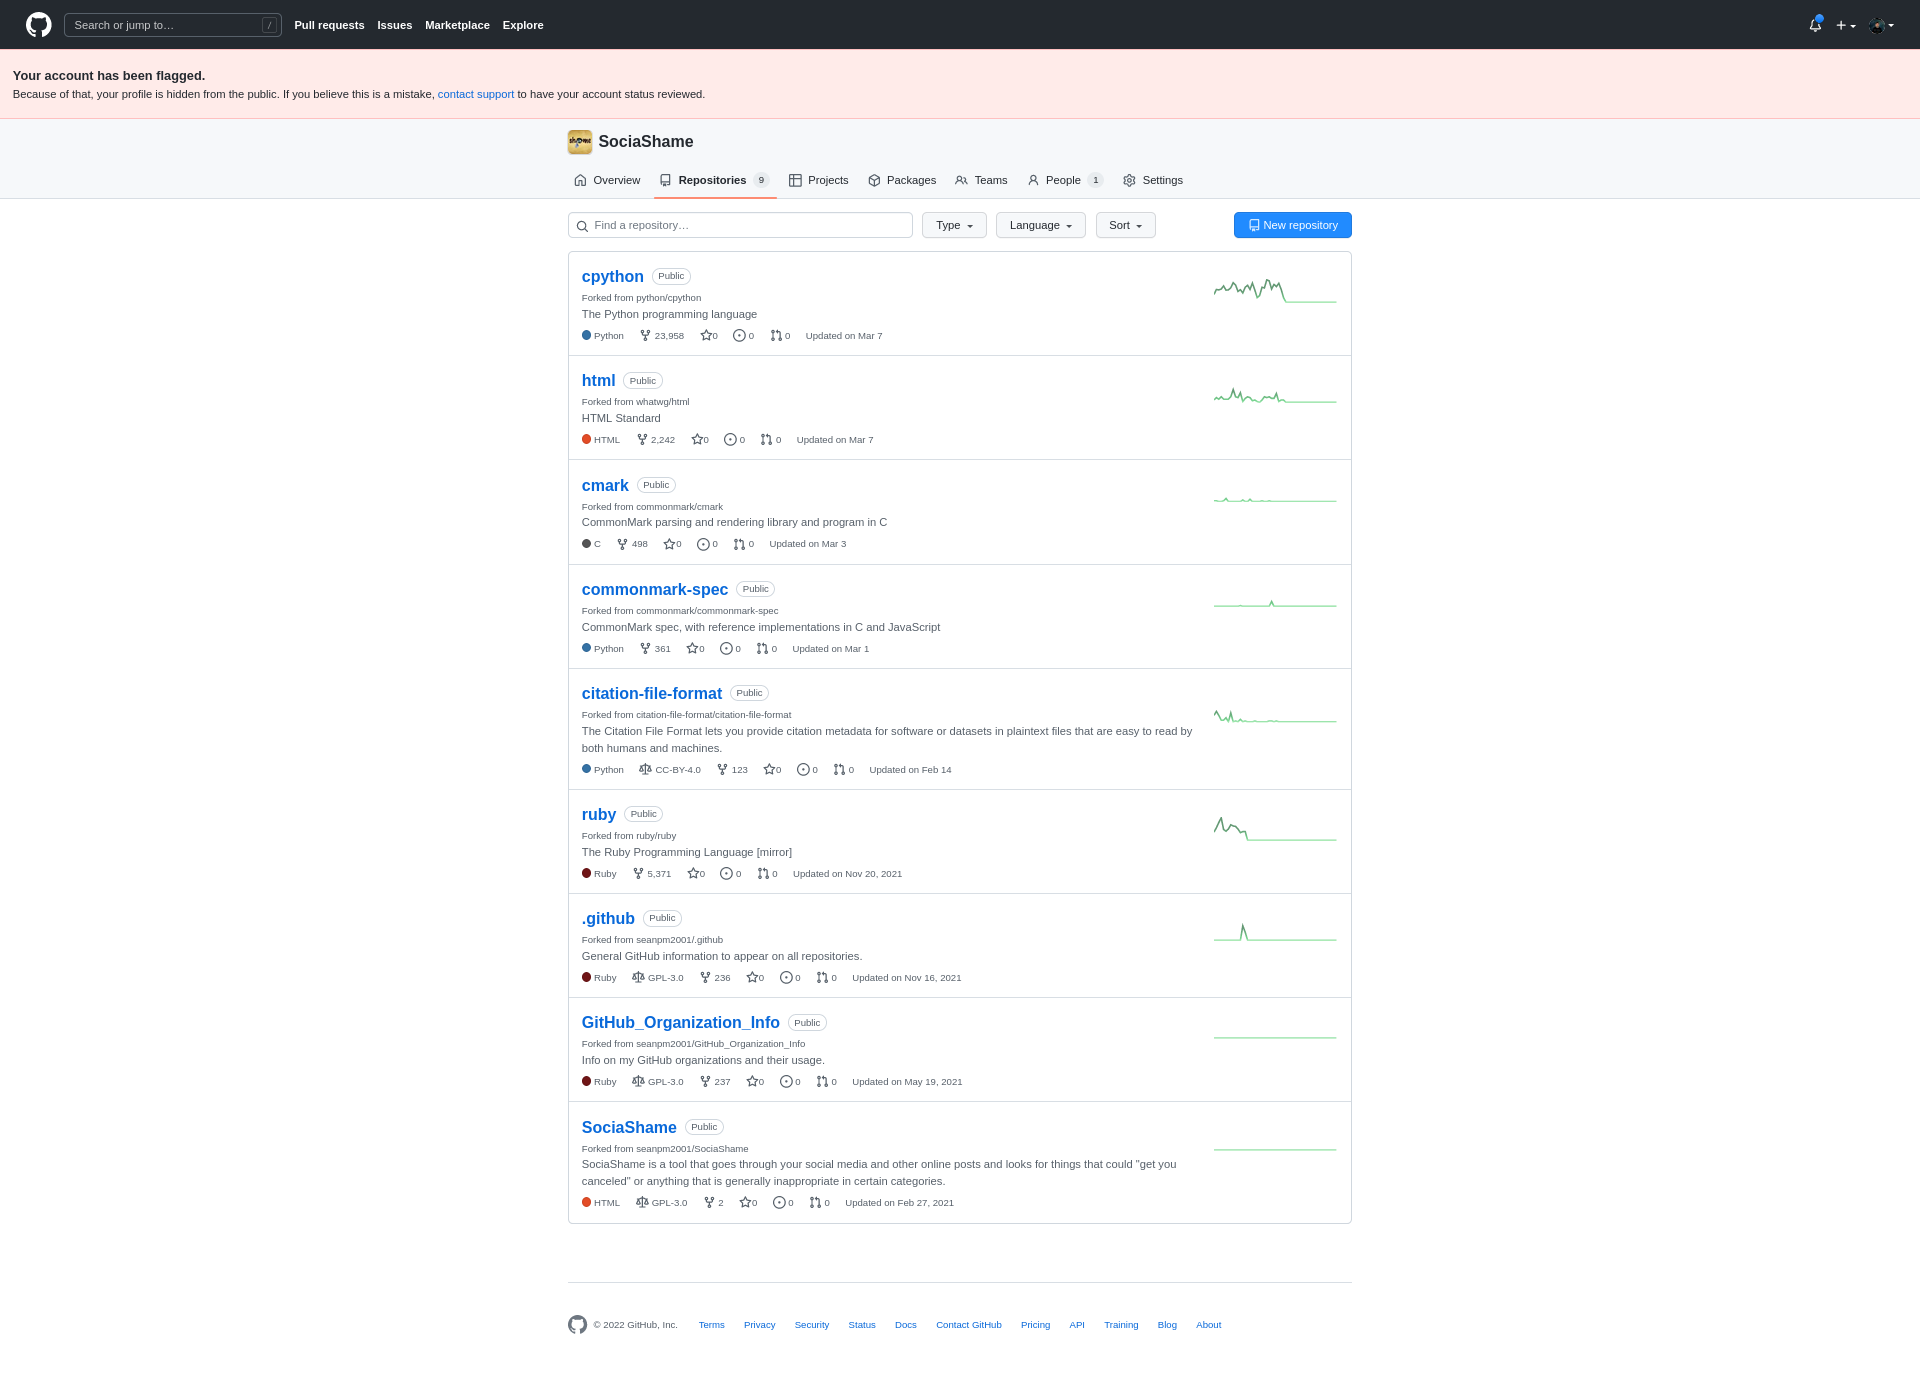 Search or jump to… /
Pull requests Issues Marketplace Explore
Your account has been flagged.
Because of that, your profile is hidden from the public. If you believe this is a mistake, contact support to have your account status reviewed.
SociaShame
Overview Repositories 9 Projects Packages Teams People 1 Settings
Find a repository… Type Language Sort New repository
cpython Public
Forked from python/cpython
The Python programming language
Python 23,958 0 0 0 Updated on Mar 7
html Public
Forked from whatwg/html
HTML Standard
HTML 2,242 0 0 0 Updated on Mar 7
cmark Public
Forked from commonmark/cmark
CommonMark parsing and rendering library and program in C
C 498 0 0 0 Updated on Mar 3
commonmark-spec Public
Forked from commonmark/commonmark-spec
CommonMark spec, with reference implementations in C and JavaScript
Python 361 0 0 0 Updated on Mar 1
citation-file-format Public
Forked from citation-file-format/citation-file-format
The Citation File Format lets you provide citation metadata for software or datasets in plaintext files that are easy to read by
both humans and machines.
Python CC-BY-4.0 123 0 0 0 Updated on Feb 14
ruby Public
Forked from ruby/ruby
The Ruby Programming Language [mirror]
Ruby 5,371 0 0 0 Updated on Nov 20, 2021
.github Public
Forked from seanpm2001/.github
General GitHub information to appear on all repositories.
Ruby GPL-3.0 236 0 0 0 Updated on Nov 16, 2021
GitHub_Organization_Info Public
Forked from seanpm2001/GitHub_Organization_Info
Info on my GitHub organizations and their usage.
Ruby GPL-3.0 237 0 0 0 Updated on May 19, 2021
SociaShame Public
Forked from seanpm2001/SociaShame
SociaShame is a tool that goes through your social media and other online posts and looks for things that could "get you
canceled" or anything that is generally inappropriate in certain categories.
HTML GPL-3.0 2 0 0 0 Updated on Feb 27, 2021
© 2022 GitHub, Inc. Terms Privacy Security Status Docs Contact GitHub Pricing API Training Blog About